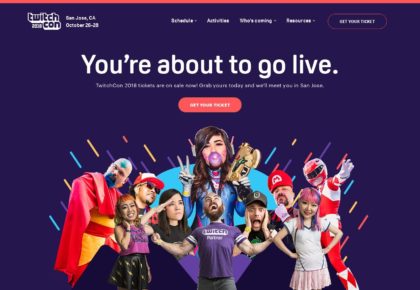 twitch
con
2018
San Jose, CA
October 26-28
Schedule
Activities
Who's coming
Resources
GET YOUR TICKET
You're about to go live.
TwitchCon 2018 tickets are on sale now! Grab yours today and we'll meet you in San Jose.
GET YOUR TICKET
twitch
Partner